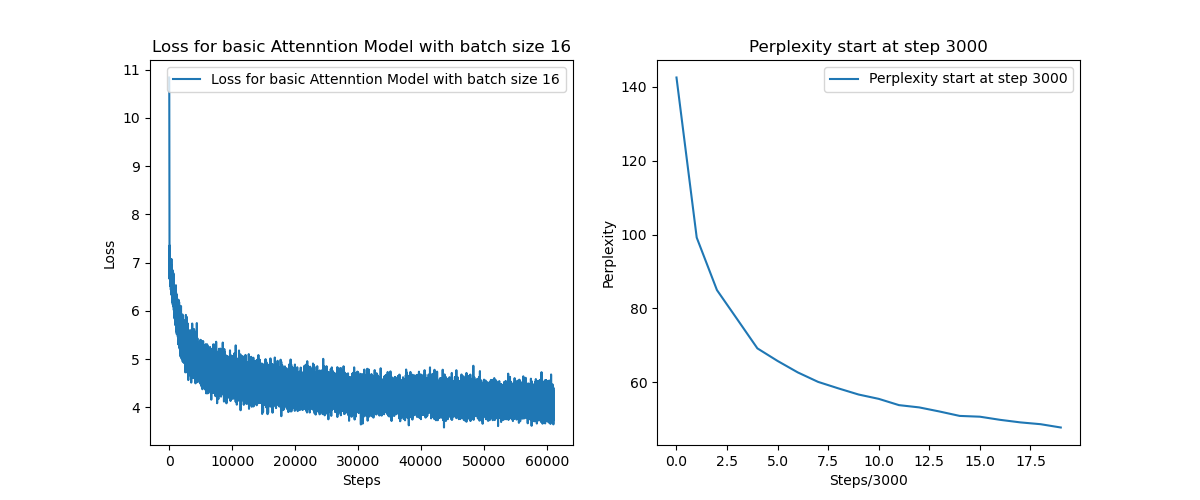 Loss for basic Attenntion Model with batch size 16
Loss for basic Attenntion Model with batch size 16
11
10
9
8
7
6
5
4
Loss
0 10000 20000 30000 40000 50000 60000
Steps
Perplexity start at step 3000
Perplexity start at step 3000
140
120
100
80
60
Perplexity
0.0 2.5 5.0 7.5 10.0 12.5 15.0 17.5
Steps/3000